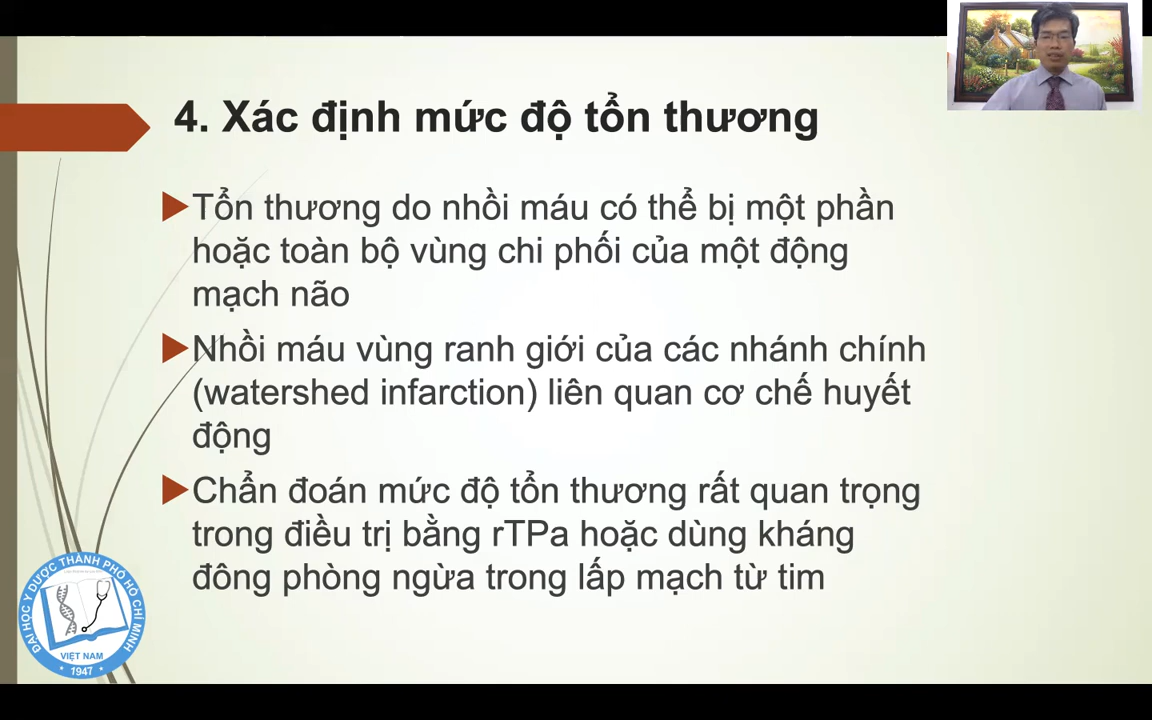 4. Xác định mức độ tổn thương
Tổn thương do nhồi máu có thể bị một phần
hoặc toàn bộ vùng chi phối của một động
mạch não
Nhồi máu vùng ranh giới của các nhánh chính
(watershed infarction) liên quan cơ chế huyết
động
Chẩn đoán mức độ tổn thương rất quan trọng
trong điều trị bằng rTPa hoặc dùng kháng
đông phòng ngừa trong lấp mạch từ tim
ĐẠI HỌC Y DƯỢC THÀNH PHỐ HỒ CHÍ MINH
VIỆT NAM
1947